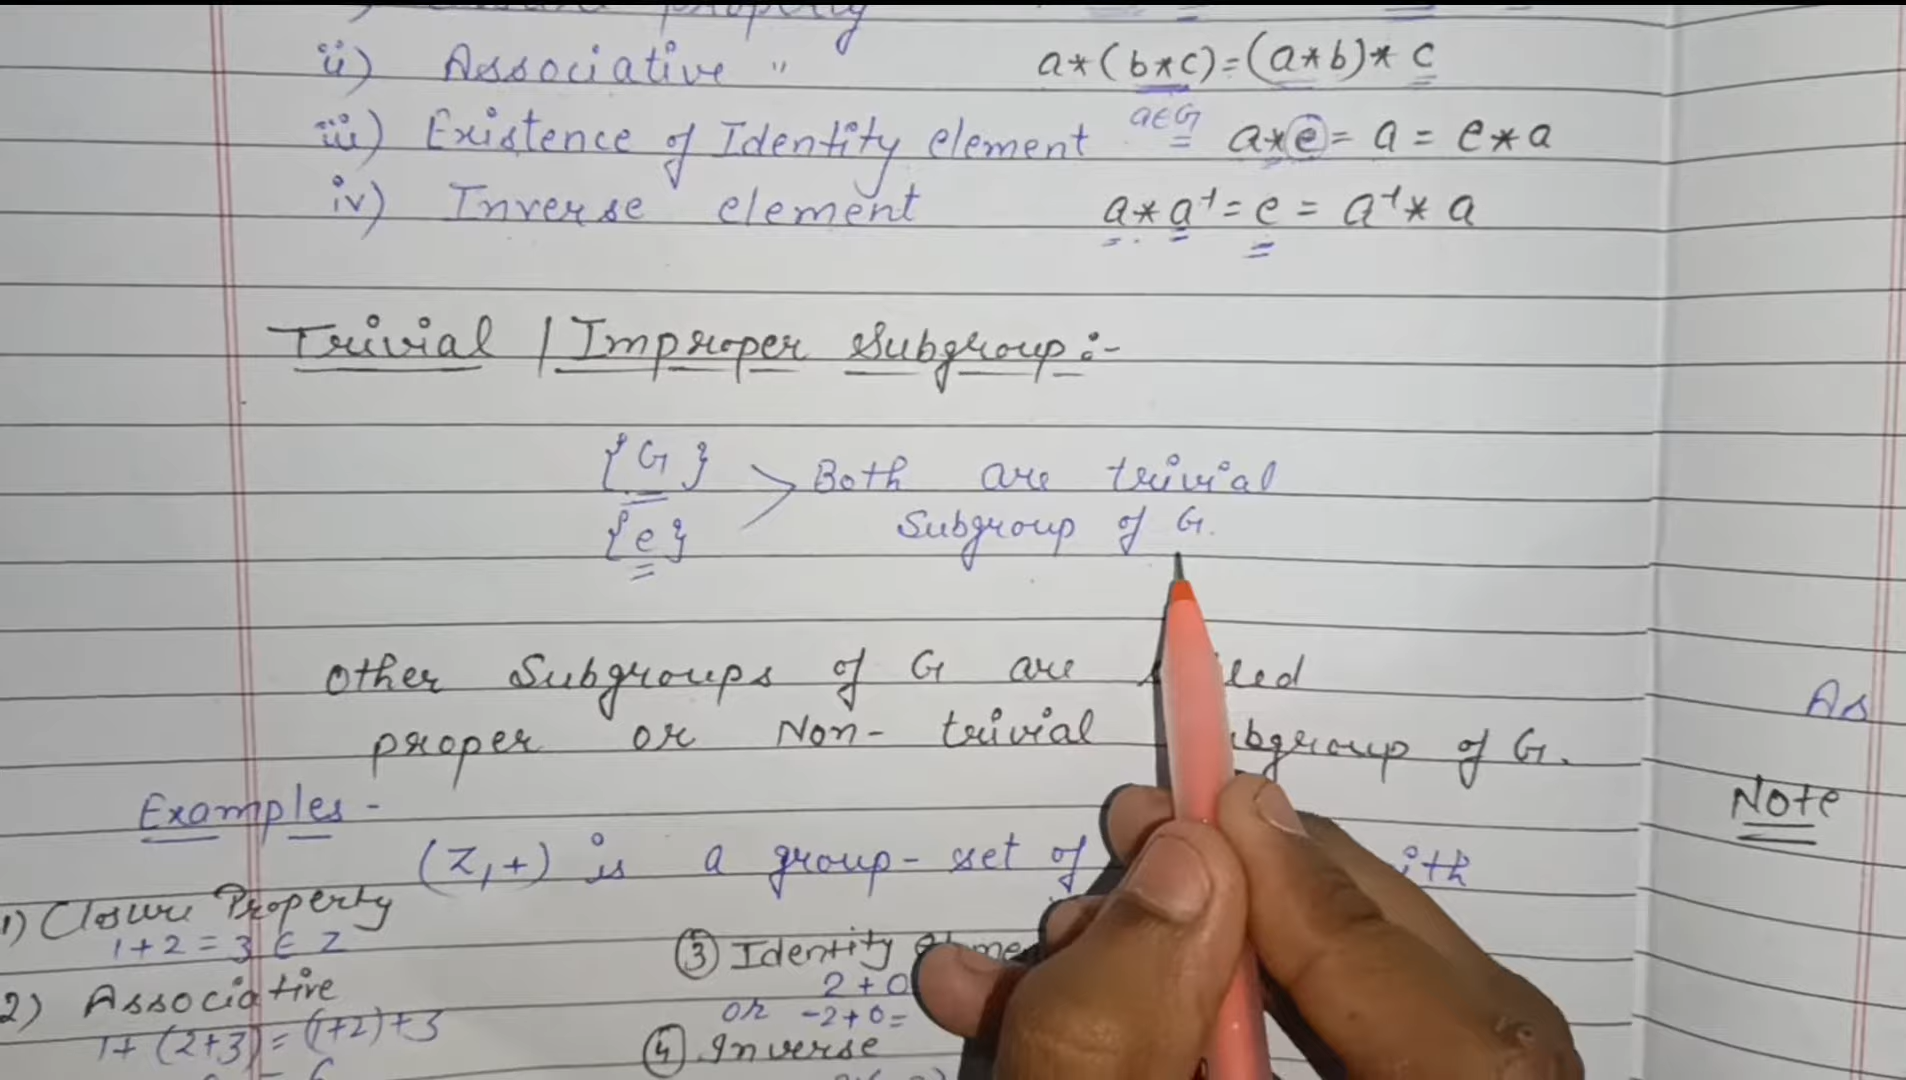 property
ii) Associative "   a*(b*c)=(a*b)* c
iii) Existence of Identity element   a∈G   a*e = a = e*a
iv) Inverse element   a*a⁻¹ = e = a⁻¹* a
Trivial / Improper Subgroup :-
{G}
{e}
Both are trivial
Subgroup of G.
Other Subgroups of G are
proper or Non-trivial of G.
Examples -
(Z,+) is a group - set of
1) Closure Property
1+2 = 3 ∈ Z
2) Associative
1+(2+3) = (1+2)+3
③ Identity
2+0
or -2+0=
④ Inverse
As
Note